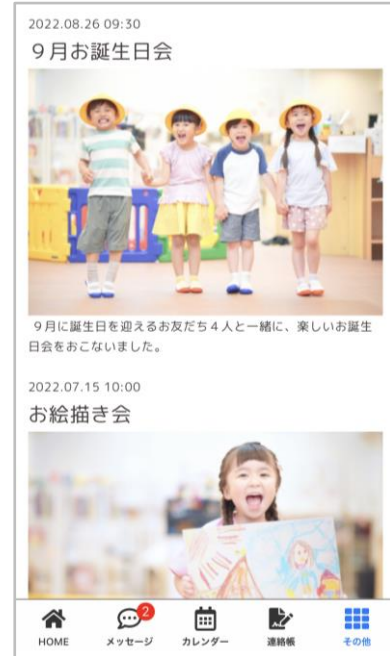 2022.08.26 09:30
９月お誕生日会
９月に誕生日を迎えるお友だち４人と一緒に、楽しいお誕生
日会をおこないました。
2022.07.15 10:00
お絵描き会
2
HOME
メッセージ
カレンダー
連絡帳
その他